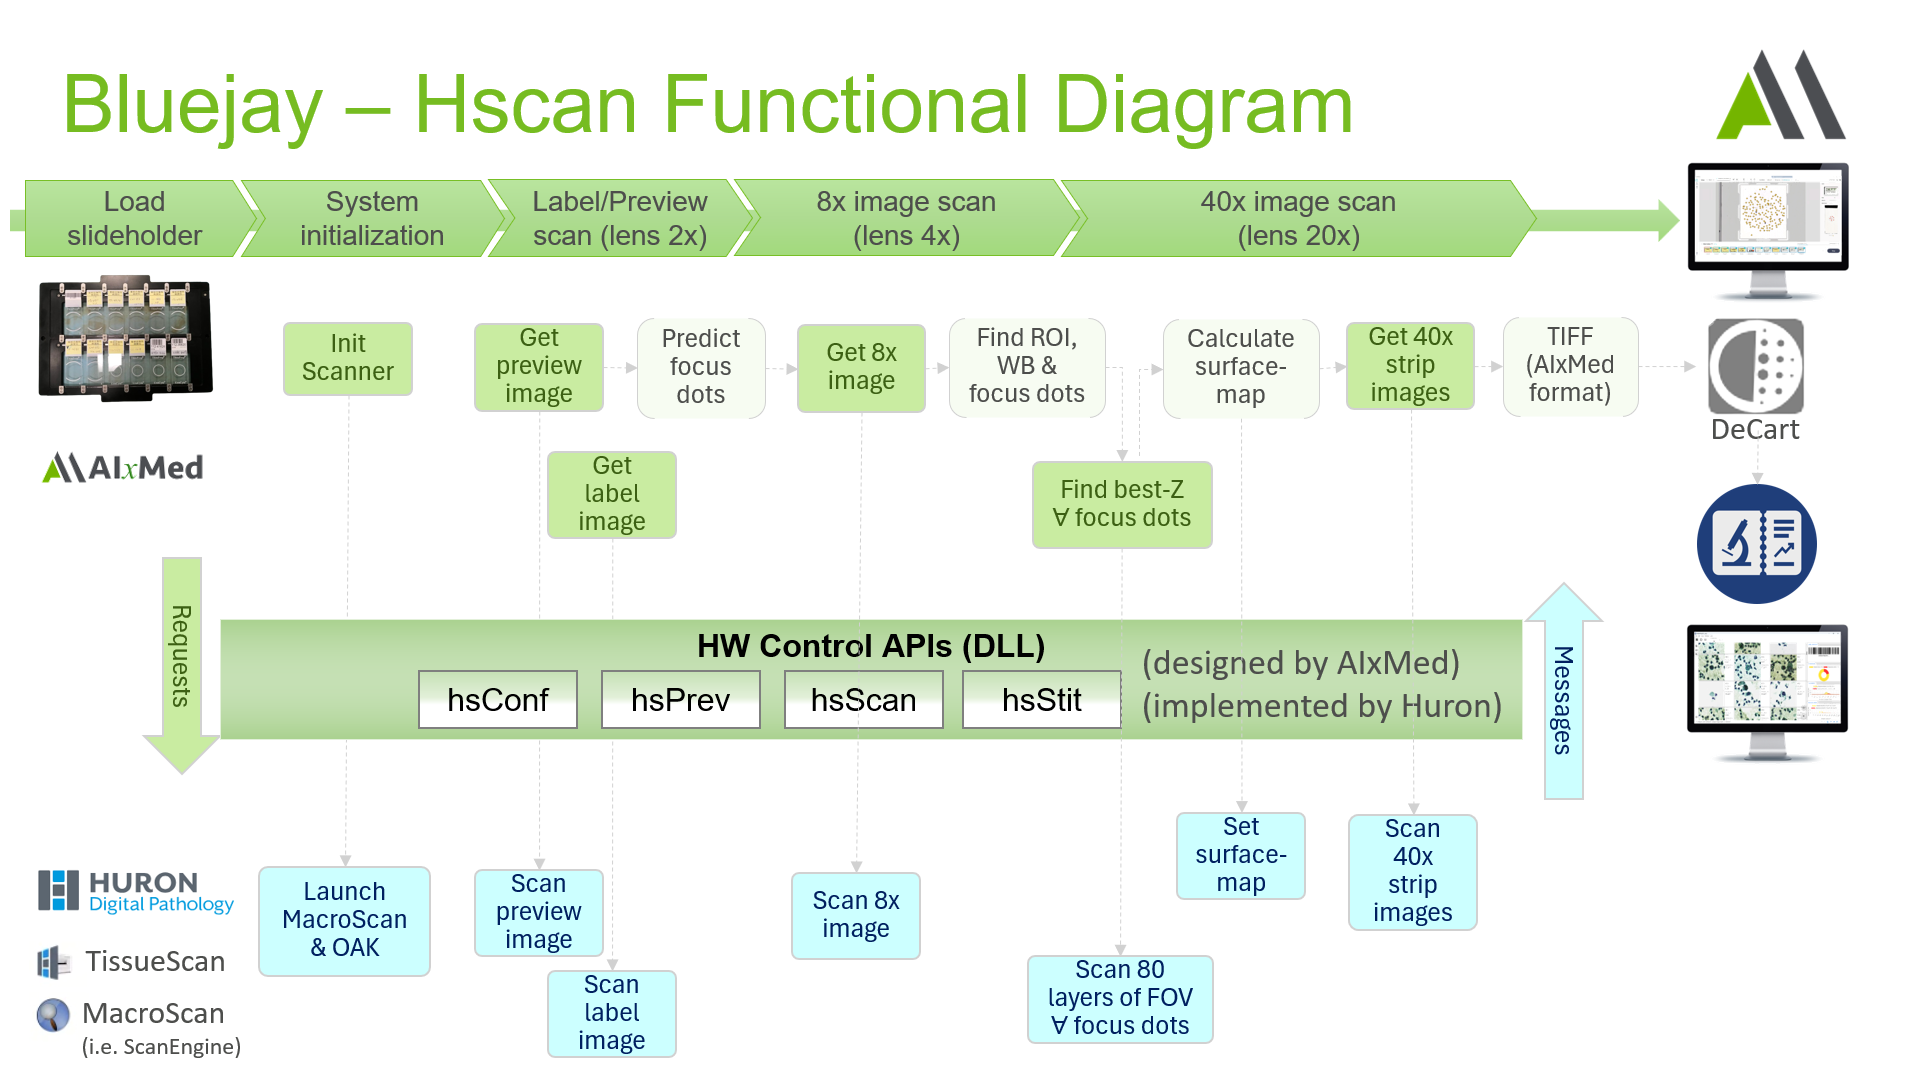 Bluejay – Hscan Functional Diagram
Load
slideholder
System
initialization
Label/Preview
scan (lens 2x)
8x image scan
(lens 4x)
40x image scan
(lens 20x)
Init
Scanner
Get
preview
image
Predict
focus
dots
Get 8x
image
Find ROI,
WB &
focus dots
Calculate
surface-
map
Get 40x
strip
images
TIFF
(AIxMed
format)
DeCart
AIxMed
Get
label
image
Find best-Z
∀ focus dots
Requests
HW Control APIs (DLL)
hsConf
hsPrev
hsScan
hsStit
(designed by AIxMed)
(implemented by Huron)
Messages
Set
surface-
map
Scan
40x
strip
images
HURON
Digital Pathology
Launch
MacroScan
& OAK
Scan
preview
image
Scan 8x
image
TissueScan
Scan
label
image
Scan 80
layers of FOV
∀ focus dots
MacroScan
(i.e. ScanEngine)